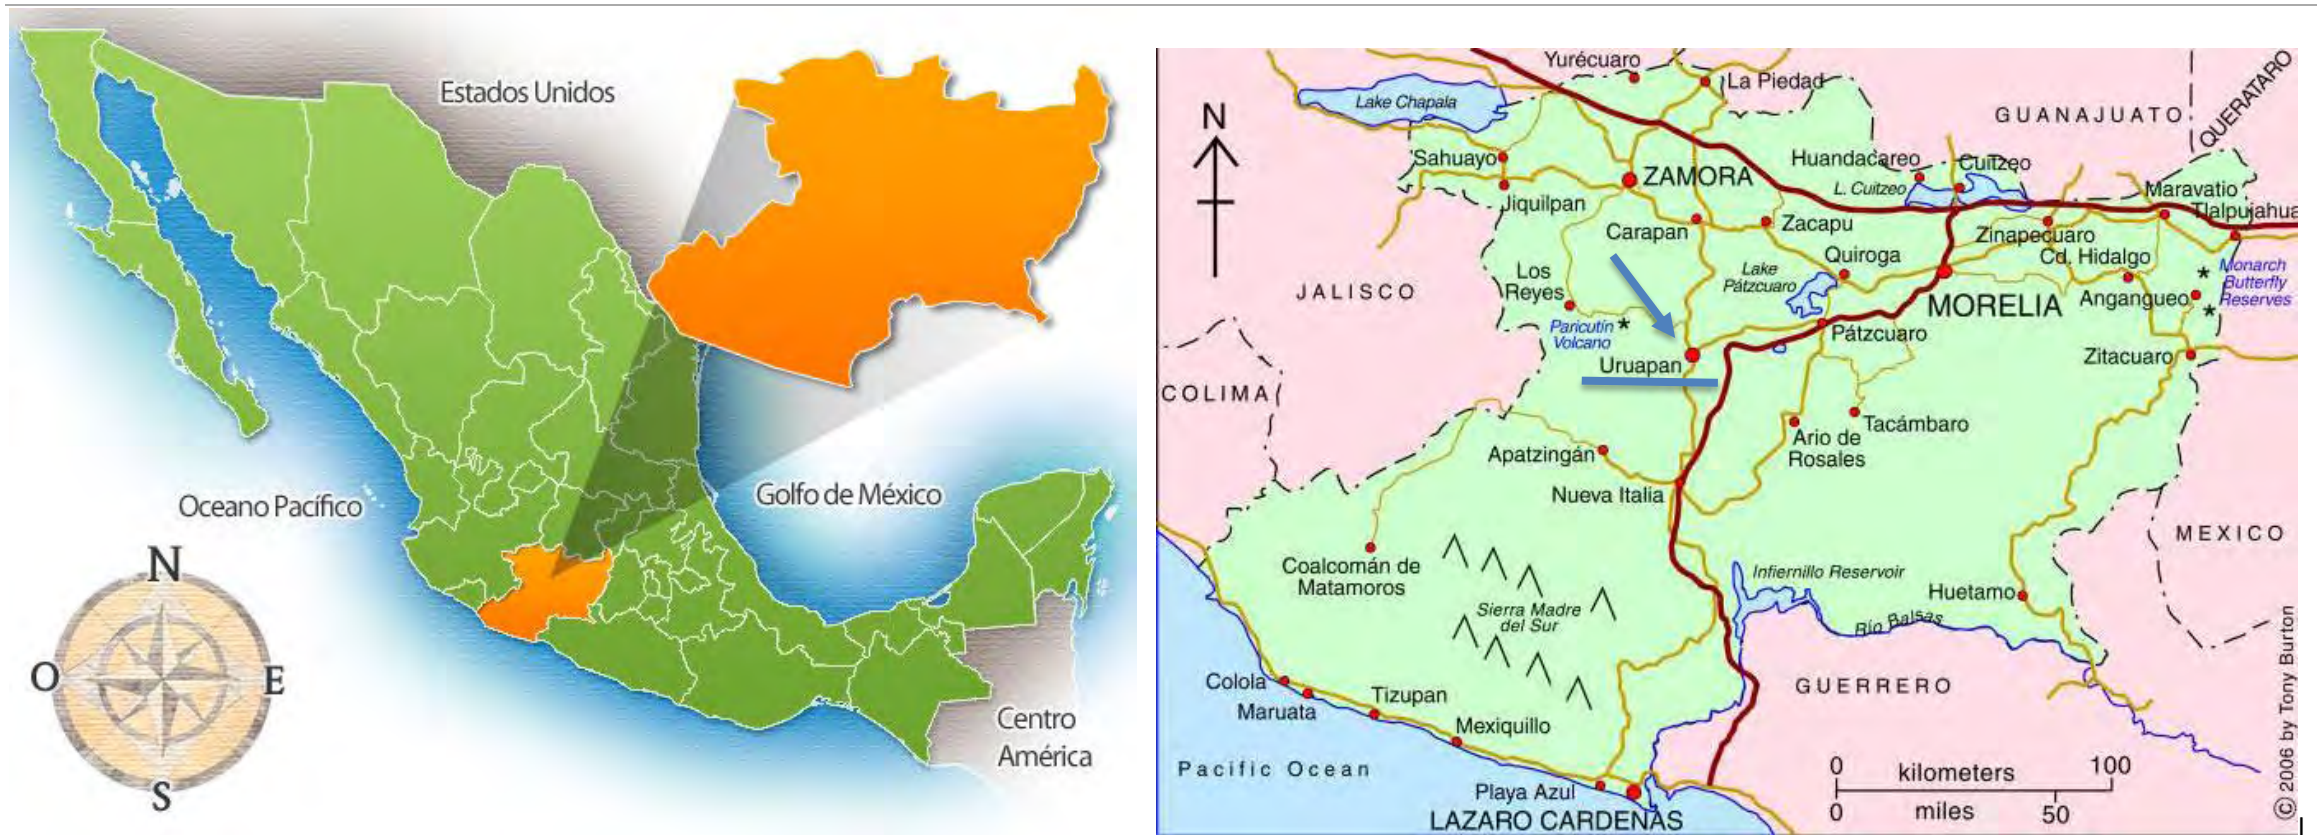 Estados Unidos
Golfo de México
Oceano Pacífico
N
O
E
S
Centro
América
Yurécuaro
La Piedad
Lake Chapala
N
GUANAJUATO
QUERATARO
Sahuayo
ZAMORA
Huandacareo
Cuitzeo
L. Cuitzeo
Maravatio
Jiquilpan
Tlalpujahua
Carapan
Zacapu
Zinapecuaro
Quiroga
Cd. Hidalgo
Los
Reyes
Lake
Pátzcuaro
Monarch
Butterfly
Reserves
JALISCO
MORELIA
Angangueo
Paricutín
Volcano
Pátzcuaro
Uruapan
Zitacuaro
COLIMA
Tacámbaro
Ario de
Rosales
Apatzingán
Nueva Italia
MEXICO
Coalcomán de
Matamoros
Infiernillo Reservoir
Huetamo
Sierra Madre
del Sur
Río Balsas
Colola
Maruata
Tizupan
GUERRERO
Mexiquillo
Pacific Ocean
0 kilometers 100
0 miles 50
Playa Azul
LAZARO CARDENAS
© 2006 by Tony Burton